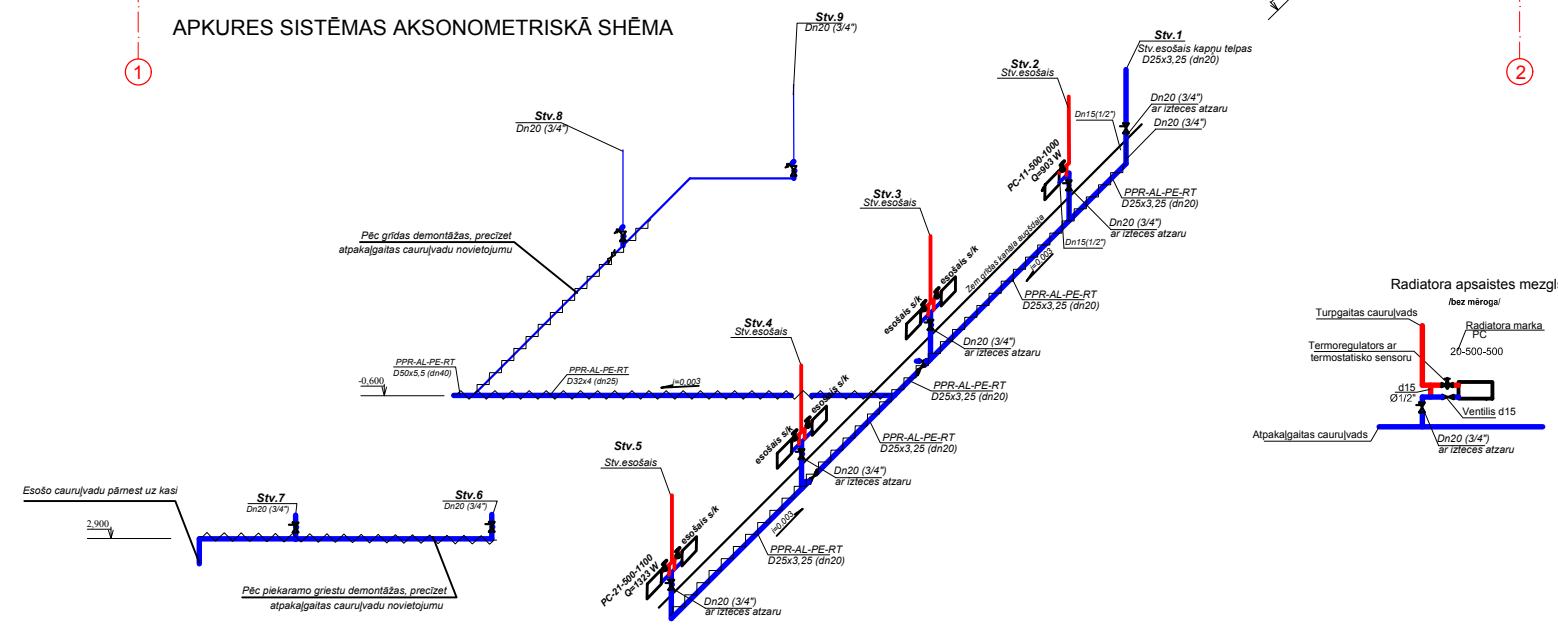 APKURES SISTĒMAS AKSONOMETRISKĀ SHĒMA
1
2
Stv.9
Dn20 (3/4")
Stv.1
Stv.esošais kapņu telpas
D25x3,25 (dn20)
Stv.2
Stv.esošais
Dn20 (3/4")
ar izteces atzaru
Dn15(1/2")
Dn20 (3/4")
Stv.8
Dn20 (3/4")
PC-11-500-1000
Q=903 W
PPR-AL-PE-RT
D25x3,25 (dn20)
Stv.3
Stv.esošais
Dn20 (3/4")
ar izteces atzaru
Dn15(1/2")
Zem grīdas kanāla augšdaļa
i=0,003
Pēc grīdas demontāžas, precīzet
atpakaļgaitas cauruļvadu novietojumu
esošais s/k
esošais s/k
PPR-AL-PE-RT
D25x3,25 (dn20)
Radiatora apsaistes mezgls
/bez mēroga/
Turpgaitas cauruļvads
Radiatora marka
PC
20-500-500
Termoregulators ar
termostatisko sensoru
d15
Ø1/2"
Ventilis d15
Atpakaļgaitas cauruļvads
Dn20 (3/4")
ar izteces atzaru
Stv.4
Stv.esošais
Dn20 (3/4")
ar izteces atzaru
-0,600
PPR-AL-PE-RT
D50x5,5 (dn40)
PPR-AL-PE-RT
D32x4 (dn25)
i=0,003
PPR-AL-PE-RT
D25x3,25 (dn20)
esošais s/k
esošais s/k
PPR-AL-PE-RT
D25x3,25 (dn20)
Stv.5
Stv.esošais
Dn20 (3/4")
ar izteces atzaru
Esošo cauruļvadu pārnest uz kasi
Stv.7
Dn20 (3/4")
Stv.6
Dn20 (3/4")
2,900
i=0,003
esošais s/k
PPR-AL-PE-RT
D25x3,25 (dn20)
PC-21-500-1100
Q=1323 W
Pēc piekaramo griestu demontāžas, precīzet
atpakaļgaitas cauruļvadu novietojumu
Dn20 (3/4")
ar izteces atzaru